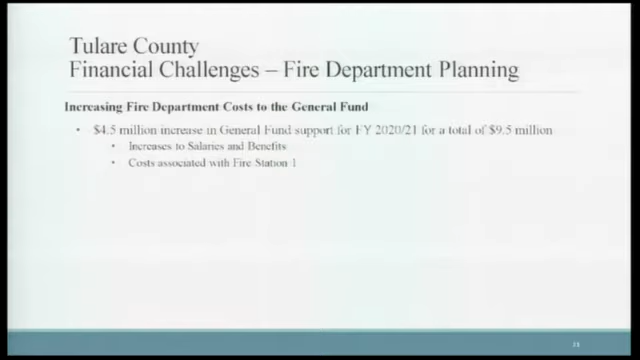 Tulare County
Financial Challenges – Fire Department Planning
Increasing Fire Department Costs to the General Fund
• $4.5 million increase in General Fund support for FY 2020/21 for a total of $9.5 million
• Increases to Salaries and Benefits
• Costs associated with Fire Station 1